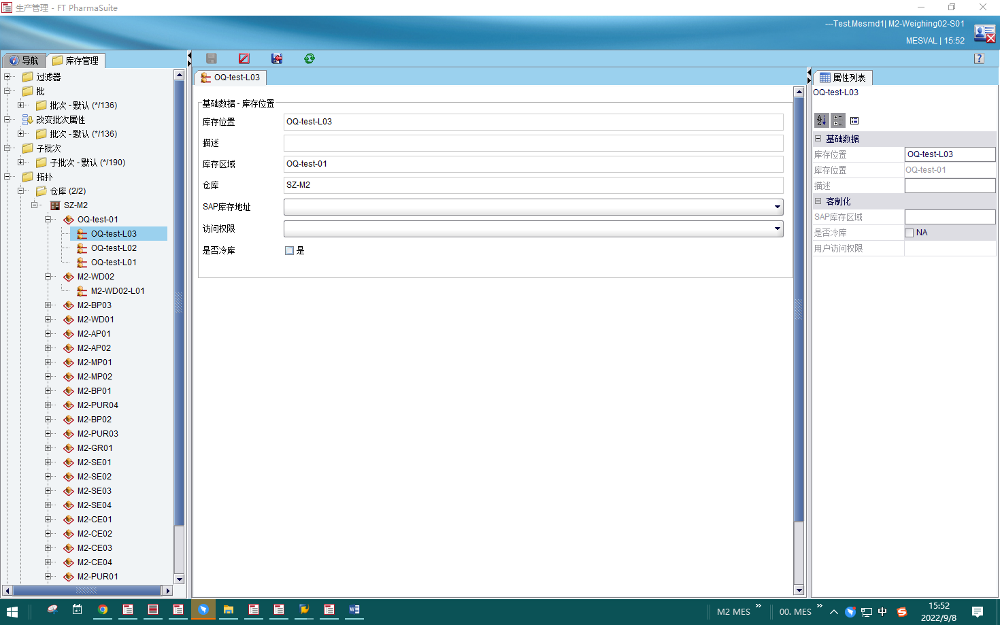 生产管理 - FT PharmaSuite
---Test.Mesmd1| M2-Weighing02-S01
MESVAL | 15:52
导航
库存管理
过滤器
批
批次 - 默认 (*/136)
改变批次属性
批次 - 默认 (*/136)
子批次
子批次 - 默认 (*/190)
拓扑
仓库 (2/2)
SZ-M2
OQ-test-01
OQ-test-L03
OQ-test-L02
OQ-test-L01
M2-WD02
M2-WD02-L01
M2-BP03
M2-WD01
M2-AP01
M2-AP02
M2-MP01
M2-MP02
M2-BP01
M2-PUR04
M2-BP02
M2-PUR03
M2-GR01
M2-SE01
M2-SE02
M2-SE03
M2-SE04
M2-CE01
M2-CE02
M2-CE03
M2-CE04
M2-PUR01
OQ-test-L03
基础数据 - 库存位置
库存位置 OQ-test-L03
描述
库存区域 OQ-test-01
仓库 SZ-M2
SAP库存地址
访问权限
是否冷库 是
?
属性列表
OQ-test-L03
基础数据
库存位置 OQ-test-L03
库存位置 OQ-test-01
描述
客制化
SAP库存区域
是否冷库 NA
用户访问权限
M2 MES
00. MES
中
15:52
2022/9/8